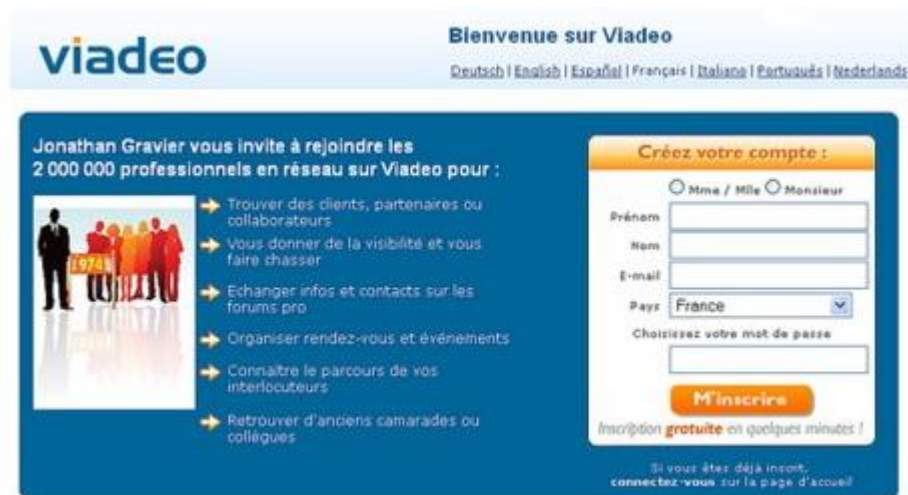 viadeo
Bienvenue sur Viadeo
Deutsch | English | Español | Français | Italiano | Português | Nederlands
Jonathan Gravier vous invite à rejoindre les
2 000 000 professionnels en réseau sur Viadeo pour :
Trouver des clients, partenaires ou
collaborateurs
Vous donner de la visibilité et vous
faire chasser
Echanger infos et contacts sur les
forums pro
Organiser rendez-vous et événements
Connaître le parcours de vos
interlocuteurs
Retrouver d'anciens camarades ou
collègues
1974
Créez votre compte :
Mme / Mlle Monsieur
Prénom
Nom
E-mail
Pays France
Choisissez votre mot de passe
M'inscrire
Inscription gratuite en quelques minutes !
Si vous êtes déjà inscrit,
connectez-vous sur la page d'accueil